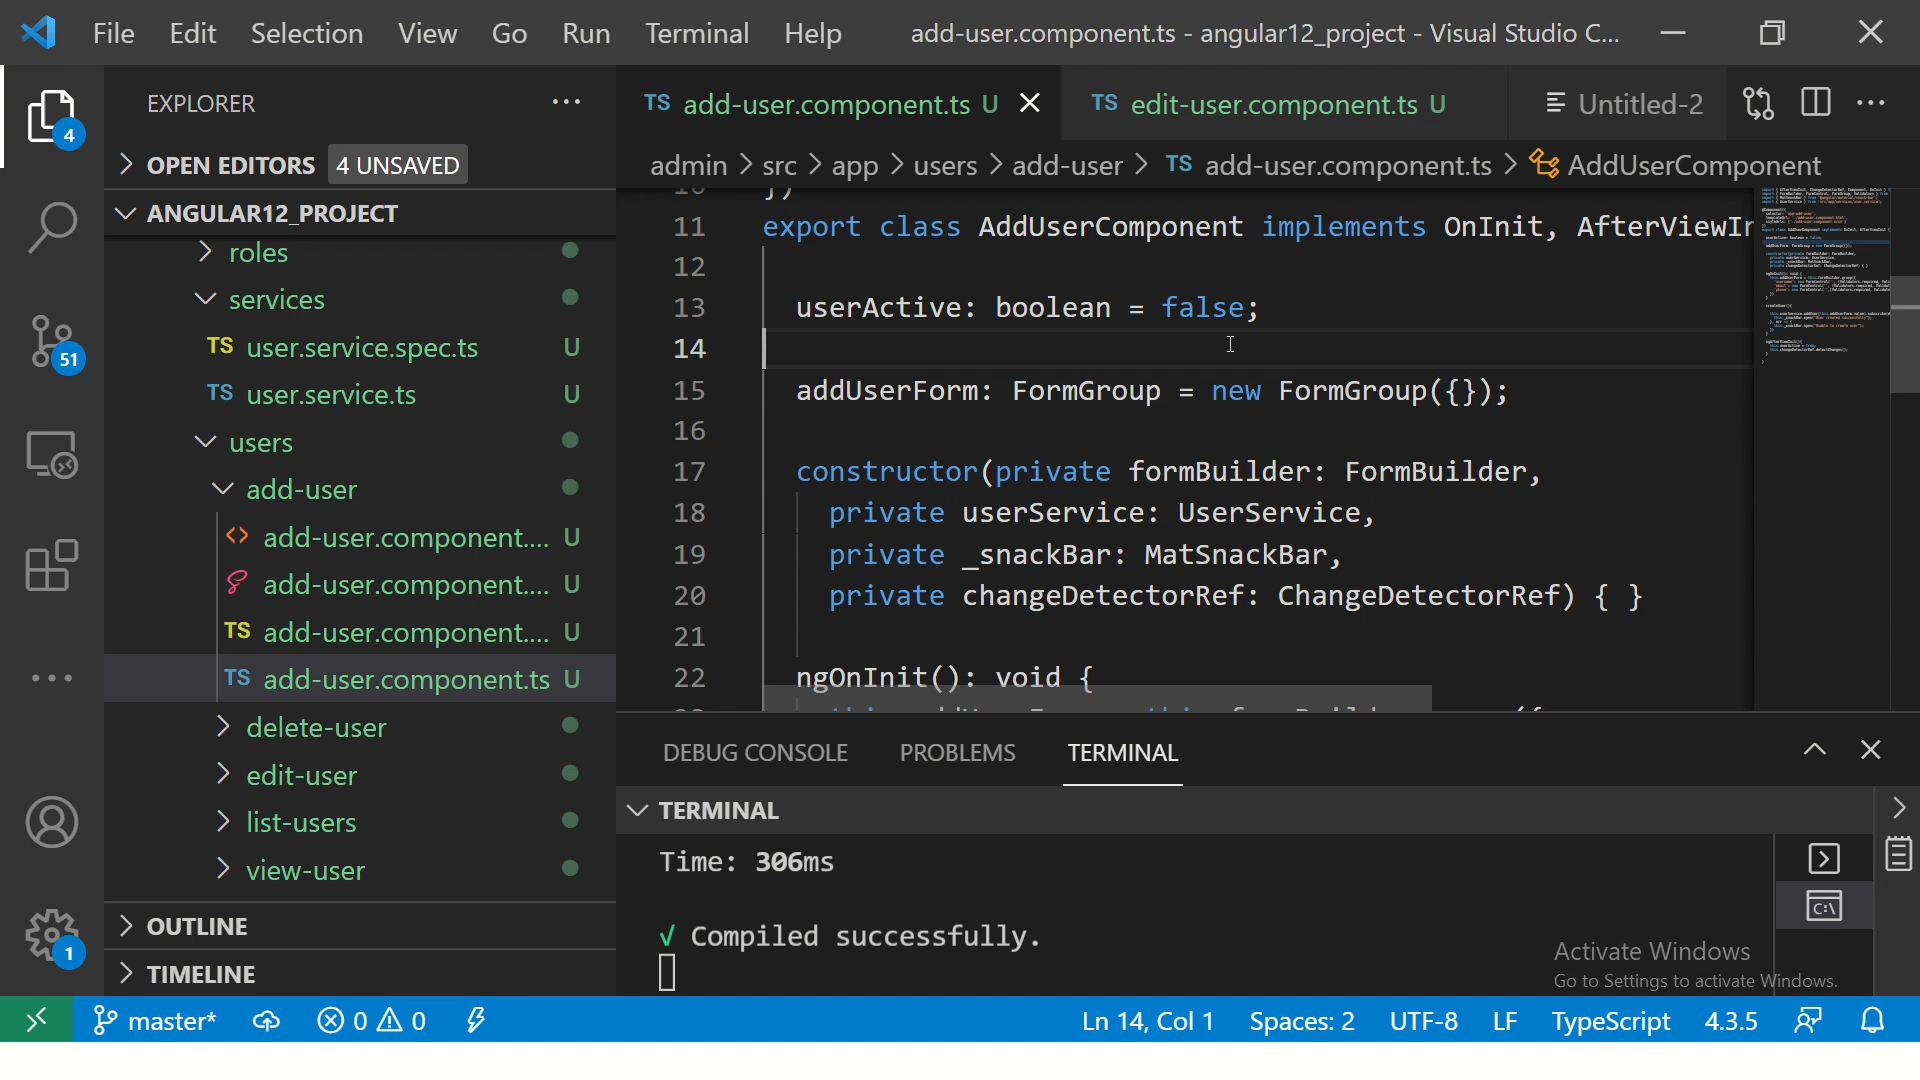 File Edit Selection View Go Run Terminal Help add-user.component.ts - angular12_project - Visual Studio C...
EXPLORER
add-user.component.ts U
edit-user.component.ts U
Untitled-2
4
OPEN EDITORS 4 UNSAVED
admin > src > app > users > add-user > TS add-user.component.ts > AddUserComponent
ANGULAR12_PROJECT
roles
services
TS user.service.spec.ts U
TS user.service.ts U
users
add-user
<> add-user.component.... U
add-user.component.... U
TS add-user.component.... U
TS add-user.component.ts U
delete-user
edit-user
list-users
view-user
OUTLINE
TIMELINE
51
1
10 })
11 export class AddUserComponent implements OnInit, AfterViewIn
12
13 userActive: boolean = false;
14
15 addUserForm: FormGroup = new FormGroup({});
16
17 constructor(private formBuilder: FormBuilder,
18 private userService: UserService,
19 private _snackBar: MatSnackBar,
20 private changeDetectorRef: ChangeDetectorRef) { }
21
22 ngOnInit(): void {
DEBUG CONSOLE PROBLEMS TERMINAL
TERMINAL
Time: 306ms
√ Compiled successfully.
C:\
Activate Windows
Go to Settings to activate Windows.
master* 0 0 Ln 14, Col 1 Spaces: 2 UTF-8 LF TypeScript 4.3.5